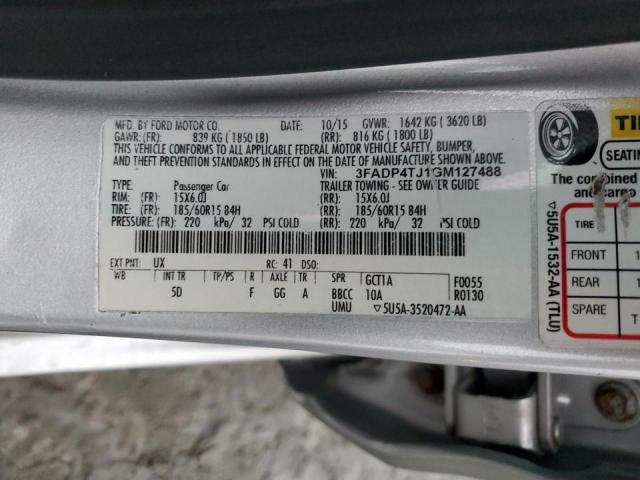 MFD. BY FORD MOTOR CO. DATE: 10/15 GVWR: 1642 KG ( 3620 LB)
GAWR: (FR): 839 KG ( 1850 LB) (RR): 816 KG ( 1800 LB)
THIS VEHICLE CONFORMS TO ALL APPLICABLE FEDERAL MOTOR VEHICLE SAFETY, BUMPER,
AND THEFT PREVENTION STANDARDS IN EFFECT ON THE DATE OF MANUFACTURE SHOWN ABOVE.
VIN: 3FADP4TJ1GM127488
TYPE: Passenger Car TRAILER TOWING - SEE OWNER GUIDE
RIM: (FR): 15X6.0J (RR): 15X6.0J
TIRE: (FR): 185/60R15 84H (RR): 185/60R15 84H
PRESSURE: (FR): 220 kPa/ 32 PSI COLD (RR): 220 kPa/ 32 PSI COLD
EXT PNT: UX RC: 41 DSO:
WB INT TR TP/PS R AXLE TR SPR GCT1A F0055
5D F GG A BBCC 10A R0130
UMU ▽5U5A-3520472-AA
SEATIN
The combined
and cargo
TIRE
FRONT 1
REAR 1
SPARE T
▽5U5A-1532-AA (TLU)